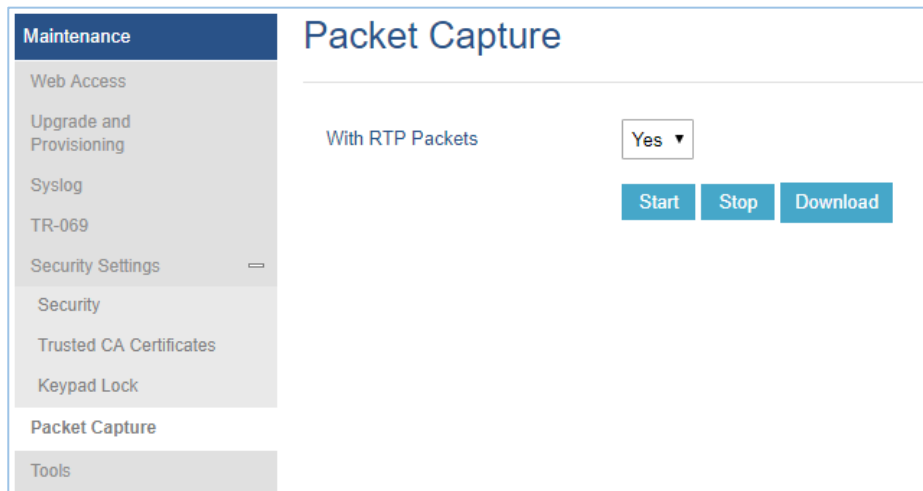 Maintenance
Web Access
Upgrade and
Provisioning
Syslog
TR-069
Security Settings
Security
Trusted CA Certificates
Keypad Lock
Packet Capture
Tools
Packet Capture
With RTP Packets
Yes
Start
Stop
Download